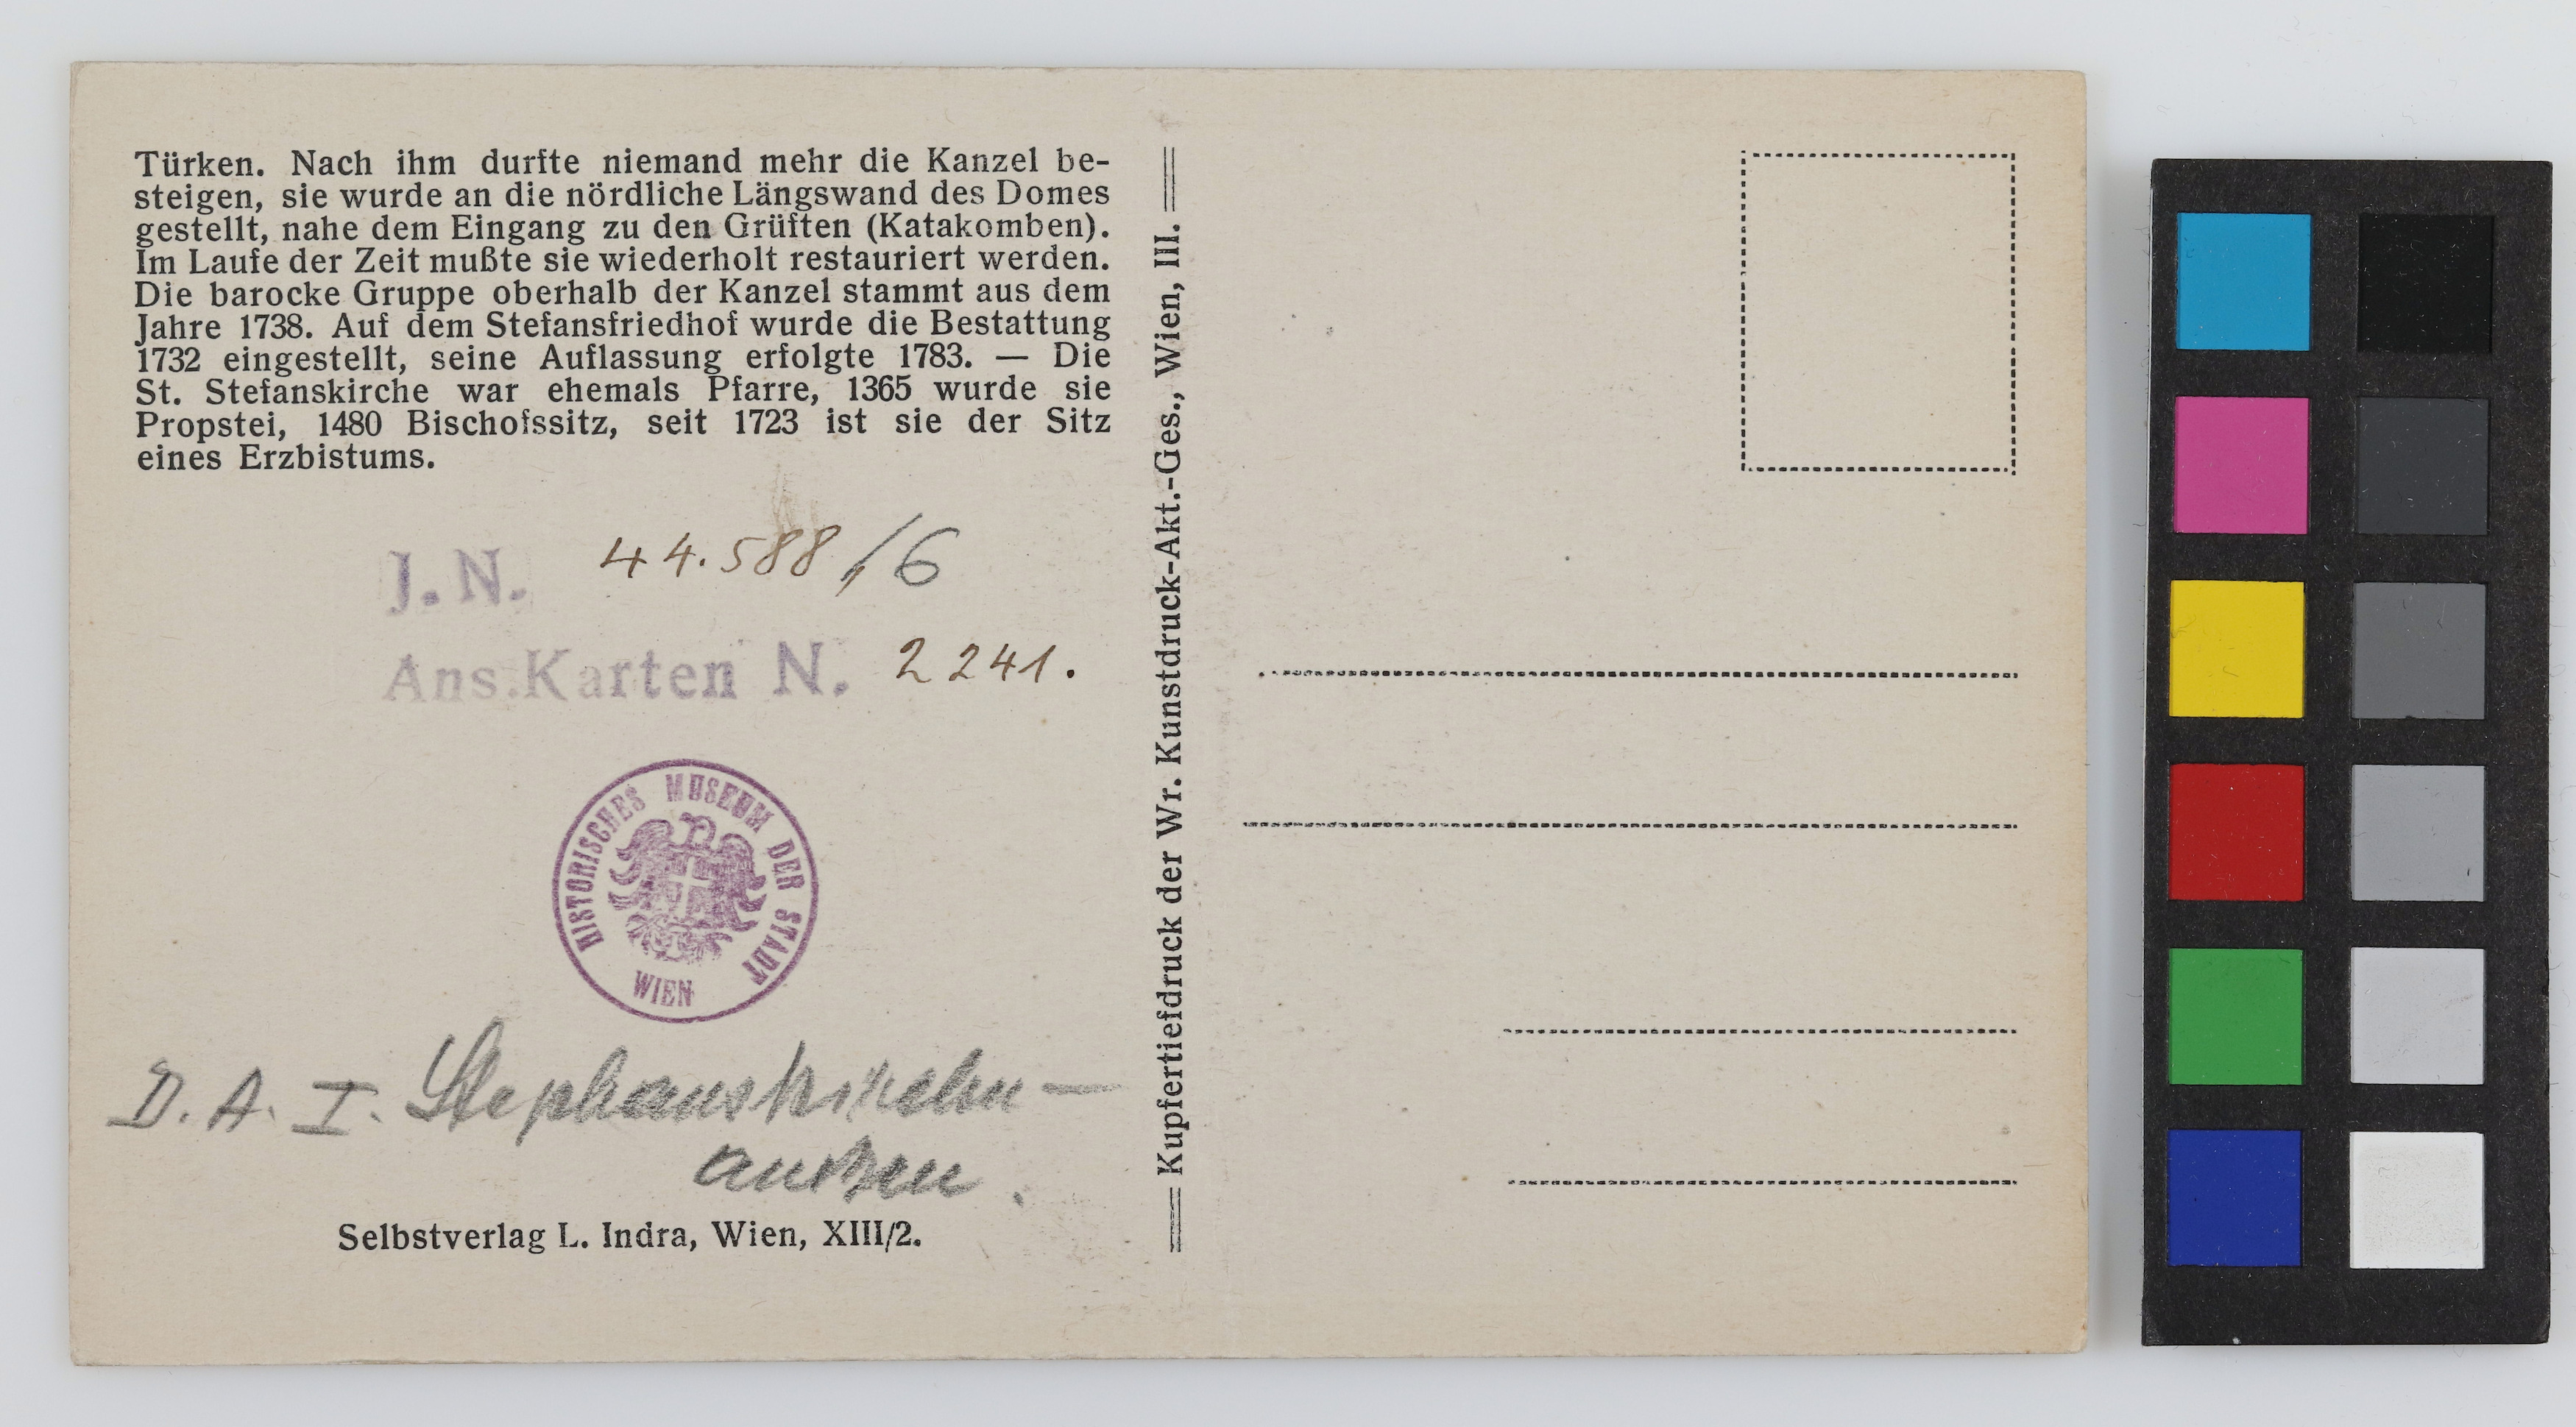 Türken. Nach ihm durfte niemand mehr die Kanzel be-
steigen, sie wurde an die nördliche Längswand des Domes
gestellt, nahe dem Eingang zu den Grüften (Katakomben).
Im Laufe der Zeit mußte sie wiederholt restauriert werden.
Die barocke Gruppe oberhalb der Kanzel stammt aus dem
Jahre 1738. Auf dem Stefansfriedhof wurde die Bestattung
1732 eingestellt, seine Auflassung erfolgte 1783. — Die
St. Stefanskirche war ehemals Pfarre, 1365 wurde sie
Propstei, 1480 Bischofssitz, seit 1723 ist sie der Sitz
eines Erzbistums.
J. N. 44.588/6
Ans.Karten N. 2241.
HISTORISCHES MUSEUM DER STADT
WIEN
D. A. I. Stephanskirche —
aussen.
Selbstverlag L. Indra, Wien, XIII/2.
Kupfertiefdruck der Wr. Kunstdruck-Akt.-Ges., Wien, III.